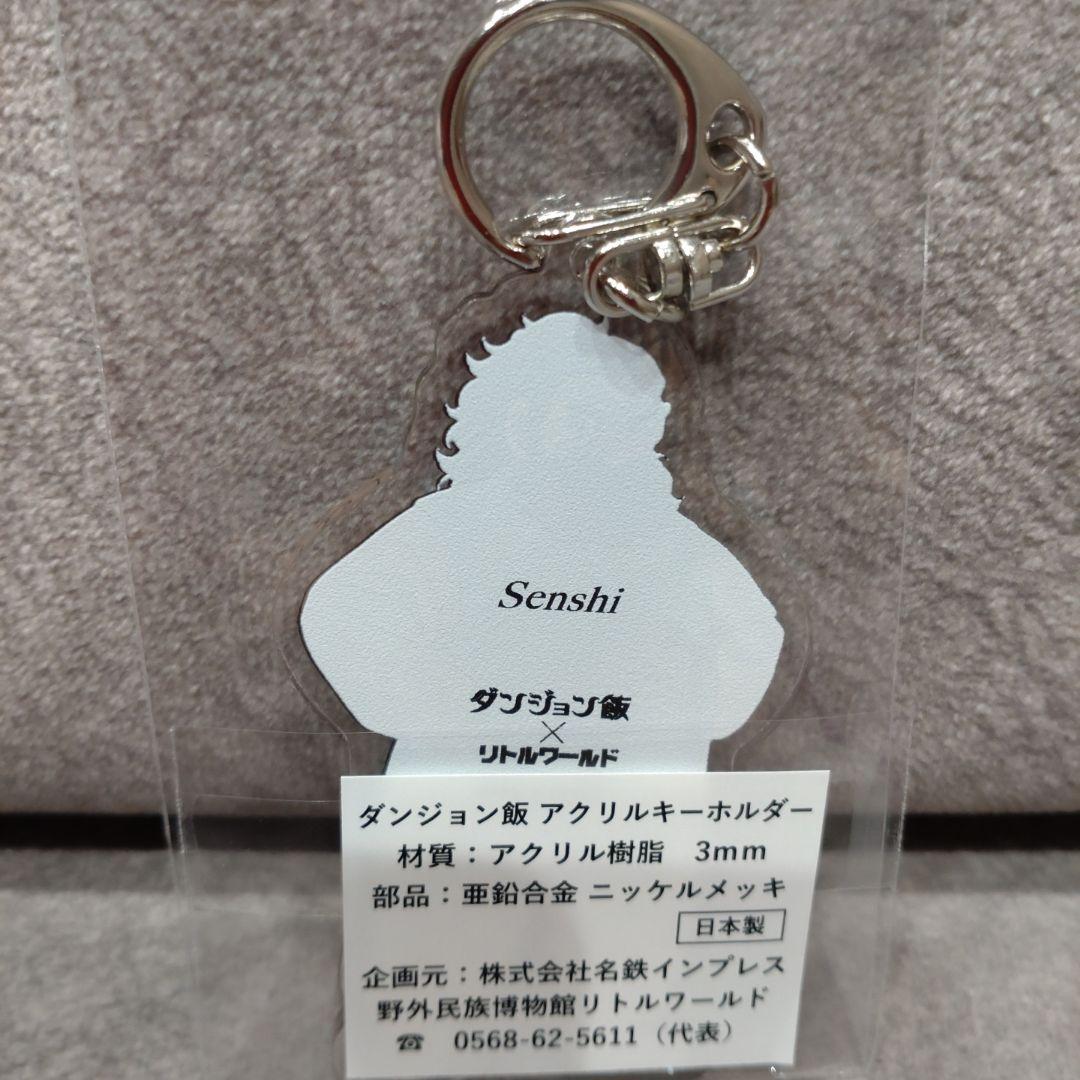 Senshi
ダンジョン飯
×
リトルワールド
ダンジョン飯 アクリルキーホルダー
材質：アクリル樹脂　3mm
部品：亜鉛合金 ニッケルメッキ
日本製
企画元：株式会社名鉄インプレス
野外民族博物館リトルワールド
☎　0568-62-5611（代表）